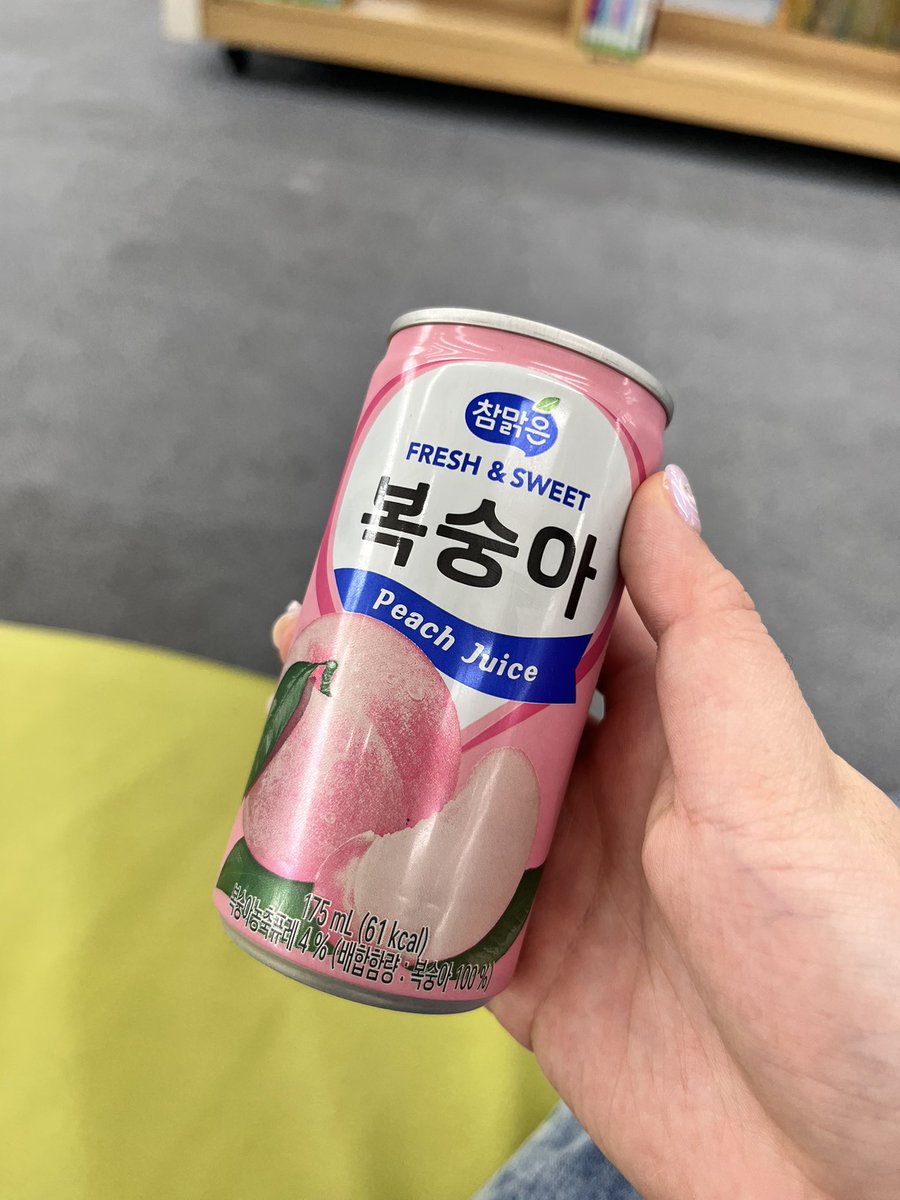 참맑은
FRESH & SWEET
복숭아
Peach Juice
175 mL (61 kcal)
복숭아농축퓨레 4 % (배합함량 : 복숭아 100 %)